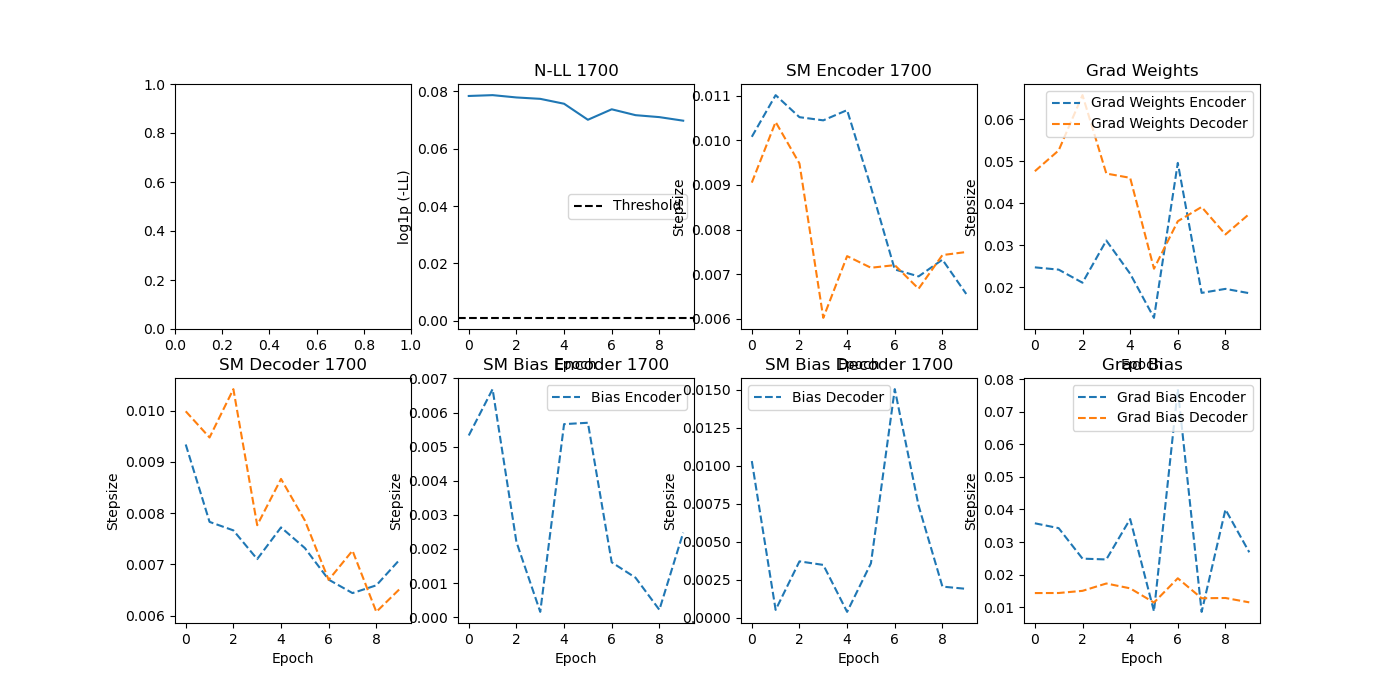 1.0
0.8
0.6
0.4
0.2
0.0
0.0 0.2 0.4 0.6 0.8 1.0
N-LL 1700
log1p (-LL)
0.08
0.06
0.04
0.02
0.00
Threshold
0 2 4 6 8
Epoch
SM Encoder 1700
Stepsize
0.011
0.010
0.009
0.008
0.007
0.006
0 2 4 6 8
Epoch
Grad Weights
Stepsize
0.06
0.05
0.04
0.03
0.02
Grad Weights Encoder
Grad Weights Decoder
0 2 4 6 8
Epoch
SM Decoder 1700
Stepsize
0.010
0.009
0.008
0.007
0.006
0 2 4 6 8
Epoch
SM Bias Encoder 1700
Stepsize
0.007
0.006
0.005
0.004
0.003
0.002
0.001
0.000
Bias Encoder
0 2 4 6 8
Epoch
SM Bias Decoder 1700
Stepsize
0.0150
0.0125
0.0100
0.0075
0.0050
0.0025
0.0000
Bias Decoder
0 2 4 6 8
Epoch
Grad Bias
Stepsize
0.08
0.07
0.06
0.05
0.04
0.03
0.02
0.01
Grad Bias Encoder
Grad Bias Decoder
0 2 4 6 8
Epoch